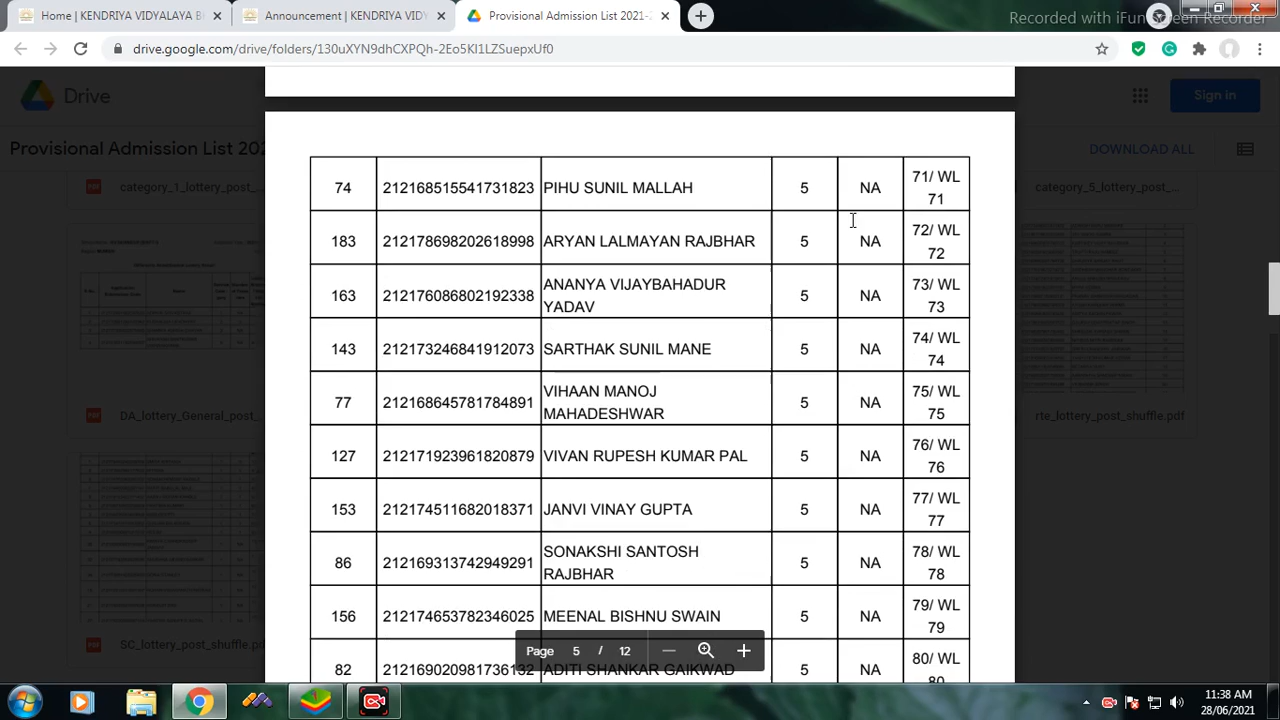 Home | KENDRIYA VIDYALAYA B
Announcement | KENDRIYA VIDY
Provisional Admission List 2021-2
Recorded with iFun Screen Recorder
drive.google.com/drive/folders/130uXYN9dhCXPQh-2Eo5KI1LZSuepxUf0
Drive
Sign in
Provisional Admission List 202
DOWNLOAD ALL
category_1_lottery_post_
category_5_lottery_post_...
DA_lottery_General_post_
rte_lottery_post_shuffle.pdf
SC_lottery_post_shuffle.p
74 212168515541731823 PIHU SUNIL MALLAH 5 NA 71/ WL 71
183 212178698202618998 ARYAN LALMAYAN RAJBHAR 5 NA 72/ WL 72
163 212176086802192338 ANANYA VIJAYBAHADUR YADAV 5 NA 73/ WL 73
143 212173246841912073 SARTHAK SUNIL MANE 5 NA 74/ WL 74
77 212168645781784891 VIHAAN MANOJ MAHADESHWAR 5 NA 75/ WL 75
127 212171923961820879 VIVAN RUPESH KUMAR PAL 5 NA 76/ WL 76
153 212174511682018371 JANVI VINAY GUPTA 5 NA 77/ WL 77
86 212169313742949291 SONAKSHI SANTOSH RAJBHAR 5 NA 78/ WL 78
156 212174653782346025 MEENAL BISHNU SWAIN 5 NA 79/ WL 79
82 212169020981736132 ADITI SHANKAR GAIKWAD 5 NA 80/ WL 80
Page 5 / 12
11:38 AM
28/06/2021